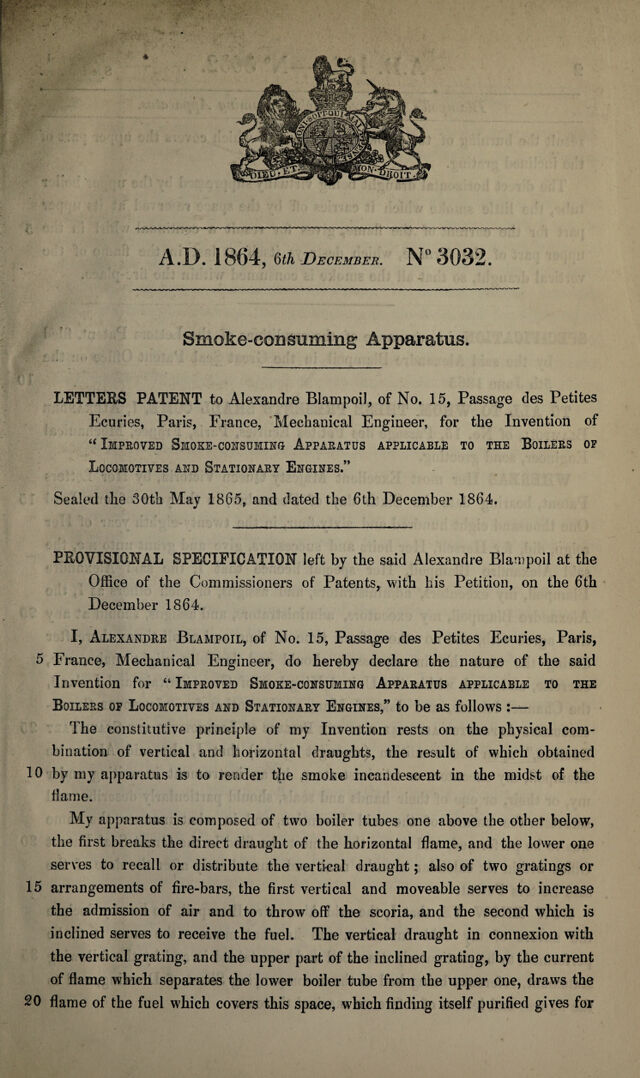 HONI SOIT QUI MAL Y PENSE
DIEU ET MON DROIT
A.D. 1864, 6th DECEMBER. N° 3032.
Smoke-consuming Apparatus.
LETTERS PATENT to Alexandre Blampoil, of No. 15, Passage des Petites
Ecuries, Paris, France, Mechanical Engineer, for the Invention of
“ IMPROVED SMOKE-CONSUMING APPARATUS APPLICABLE TO THE BOILERS OF
LOCOMOTIVES AND STATIONARY ENGINES.”
Sealed the 30th May 1865, and dated the 6th December 1864.
PROVISIONAL SPECIFICATION left by the said Alexandre Blampoil at the
Office of the Commissioners of Patents, with his Petition, on the 6th
December 1864.
I, ALEXANDRE BLAMPOIL, of No. 15, Passage des Petites Ecuries, Paris,
5 France, Mechanical Engineer, do hereby declare the nature of the said
Invention for “ IMPROVED SMOKE-CONSUMING APPARATUS APPLICABLE TO THE
BOILERS OF LOCOMOTIVES AND STATIONARY ENGINES,” to be as follows :—
The constitutive principle of my Invention rests on the physical com-
bination of vertical and horizontal draughts, the result of which obtained
10 by my apparatus is to render the smoke incandescent in the midst of the
flame.
My apparatus is composed of two boiler tubes one above the other below,
the first breaks the direct draught of the horizontal flame, and the lower one
serves to recall or distribute the vertical draught ; also of two gratings or
15 arrangements of fire-bars, the first vertical and moveable serves to increase
the admission of air and to throw off the scoria, and the second which is
inclined serves to receive the fuel. The vertical draught in connexion with
the vertical grating, and the upper part of the inclined grating, by the current
of flame which separates the lower boiler tube from the upper one, draws the
20 flame of the fuel which covers this space, which finding itself purified gives for